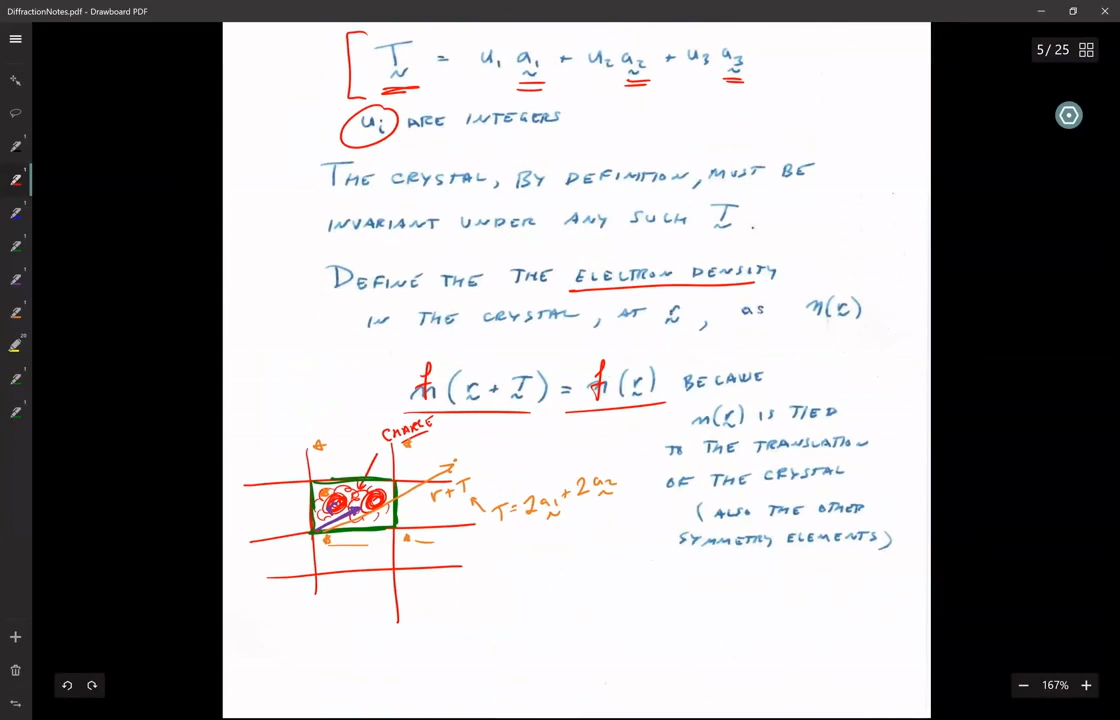 DiffractionNotes.pdf - Drawboard PDF
5 / 25
T = u₁ a₁ + u₂ a₂ + u₃ a₃
uᵢ ARE INTEGERS
THE CRYSTAL, BY DEFINITION, MUST BE
INVARIANT UNDER ANY SUCH T.
DEFINE THE THE ELECTRON DENSITY
IN THE CRYSTAL, AT r, as n(r)
n(r + T) = n(r) BECAUSE
n(r) IS TIED
TO THE TRANSLATION
OF THE CRYSTAL
(ALSO THE OTHER
SYMMETRY ELEMENTS)
CHARGE
r + T
T = 2a₁ + 2a₂
167%